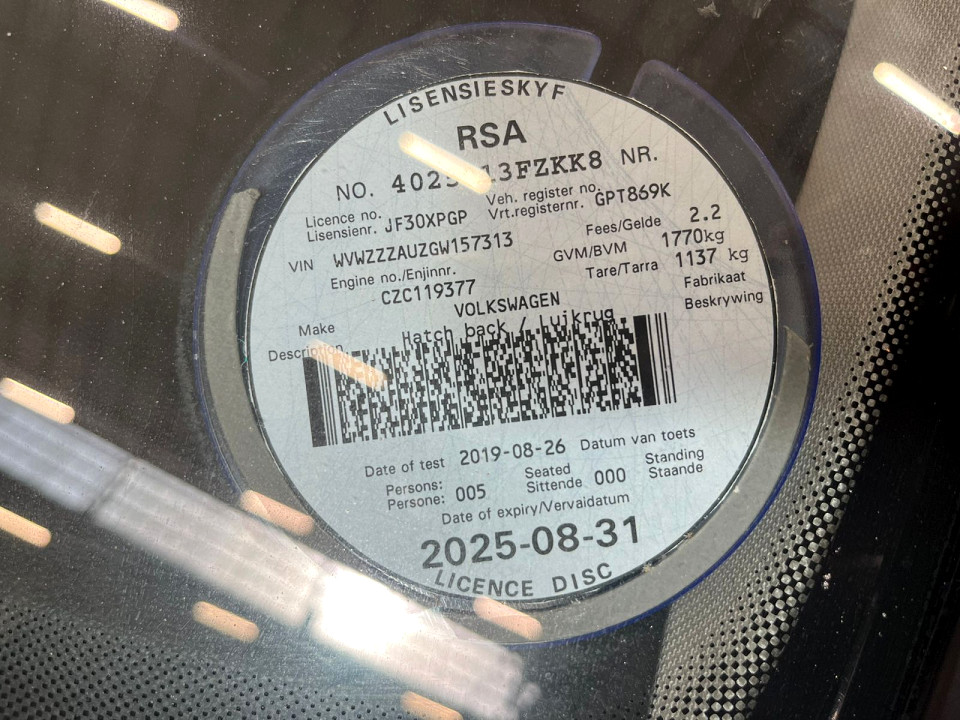 LISENSIESKYF
RSA
NO. NR.
Licence no. Veh. register no.
Lisensienr. JF30XPGP Vrt.registernr. GPT869K
VIN WVWZZZAUZGW157313 Fees/Gelde 2.2
Engine no./Enjinnr. GVM/BVM 1770kg
CZC119377 Tare/Tarra 1137 kg
Make VOLKSWAGEN Fabrikaat
Description Hatch back / Luikrug Beskrywing
Date of test 2019-08-26 Datum van toets
Persons: Seated Standing
Persone: 005 Sittende 000 Staande
Date of expiry/Vervaldatum
2025-08-31
LICENCE DISC